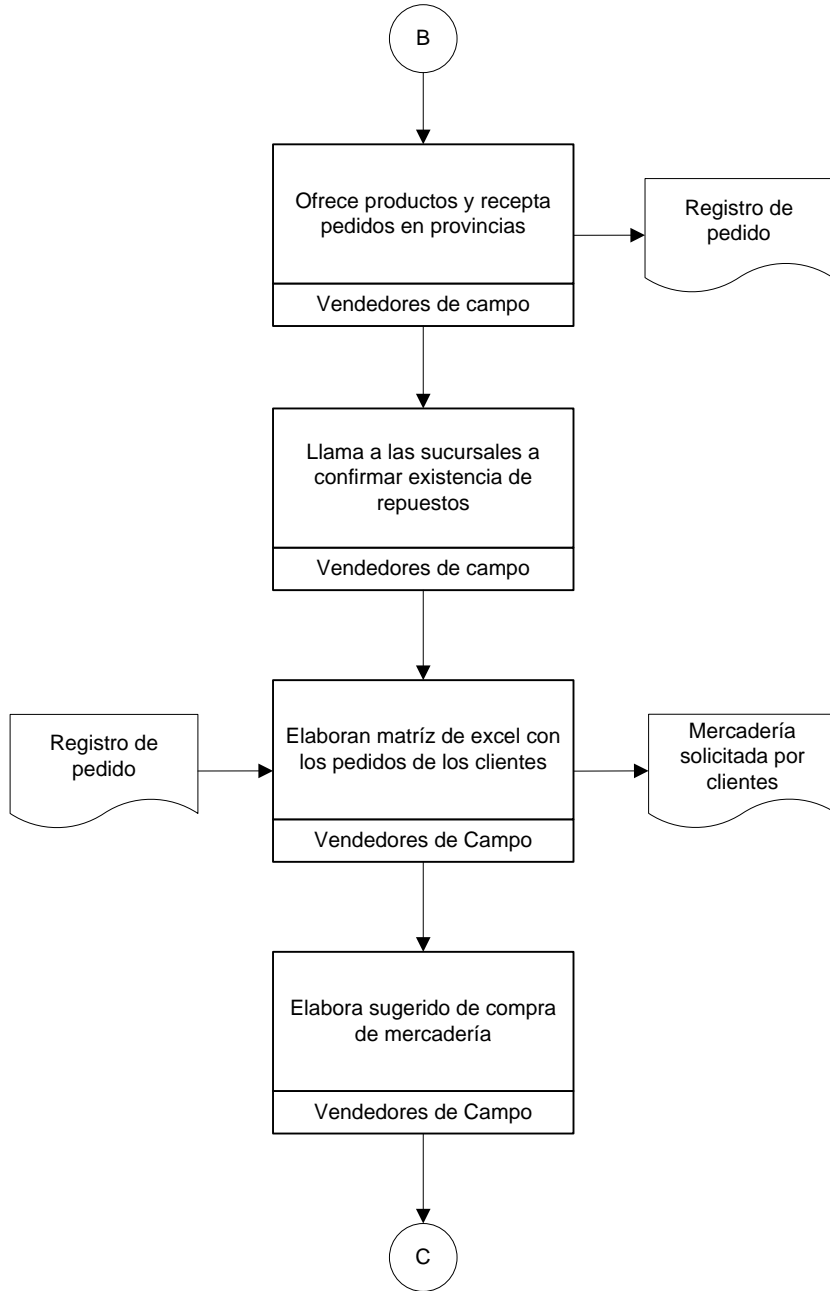 B
Ofrece productos y recepta
pedidos en provincias
Vendedores de campo
Registro de
pedido
Llama a las sucursales a
confirmar existencia de
repuestos
Vendedores de campo
Registro de
pedido
Elaboran matríz de excel con
los pedidos de los clientes
Vendedores de Campo
Mercadería
solicitada por
clientes
Elabora sugerido de compra
de mercadería
Vendedores de Campo
C